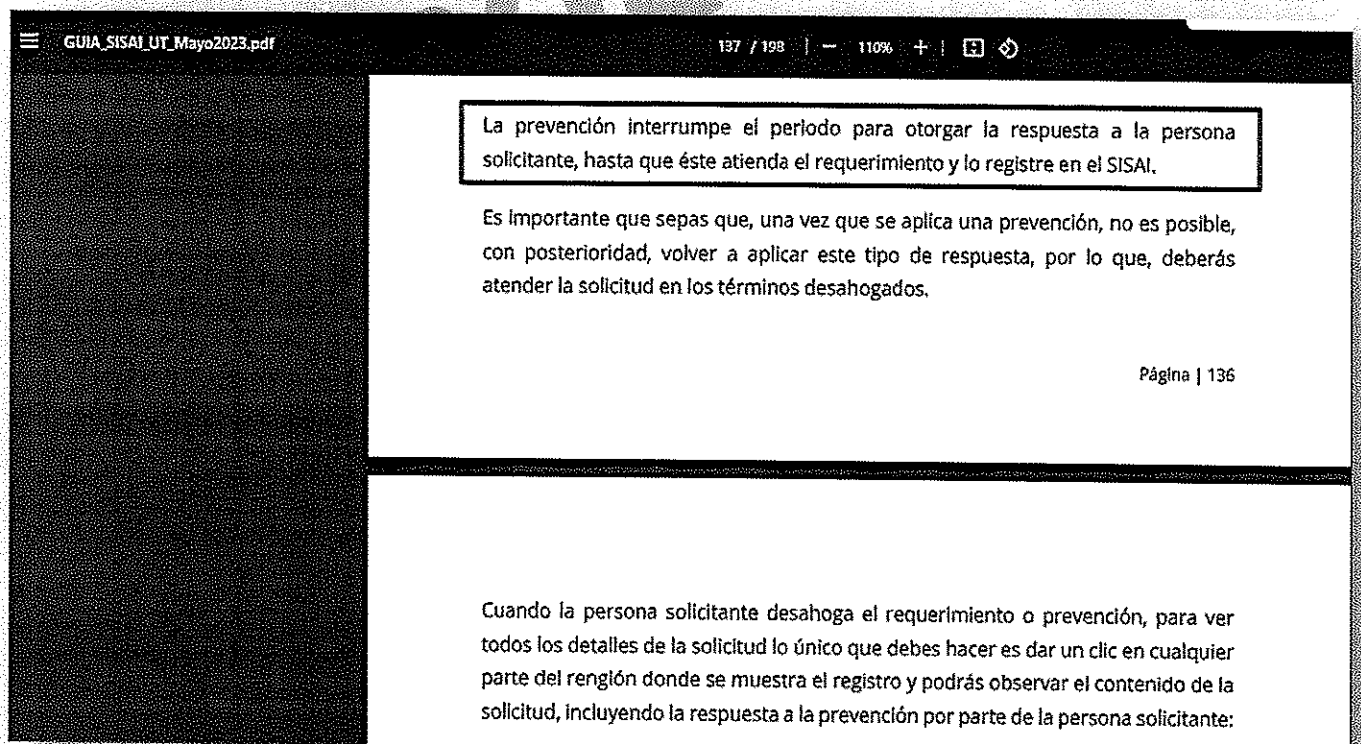 GUIA_SISAI_UT_Mayo2023.pdf
137 / 198 | − 110% + |
La prevención interrumpe el periodo para otorgar la respuesta a la persona
solicitante, hasta que éste atienda el requerimiento y lo registre en el SISAI.
Es importante que sepas que, una vez que se aplica una prevención, no es posible,
con posterioridad, volver a aplicar este tipo de respuesta, por lo que, deberás
atender la solicitud en los términos desahogados.
Página | 136
Cuando la persona solicitante desahoga el requerimiento o prevención, para ver
todos los detalles de la solicitud lo único que debes hacer es dar un clic en cualquier
parte del renglón donde se muestra el registro y podrás observar el contenido de la
solicitud, incluyendo la respuesta a la prevención por parte de la persona solicitante: